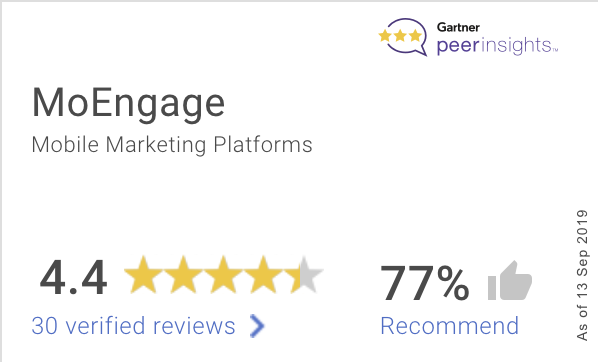 Gartner
peerinsights™
MoEngage
Mobile Marketing Platforms
4.4
30 verified reviews
77%
Recommend
As of 13 Sep 2019